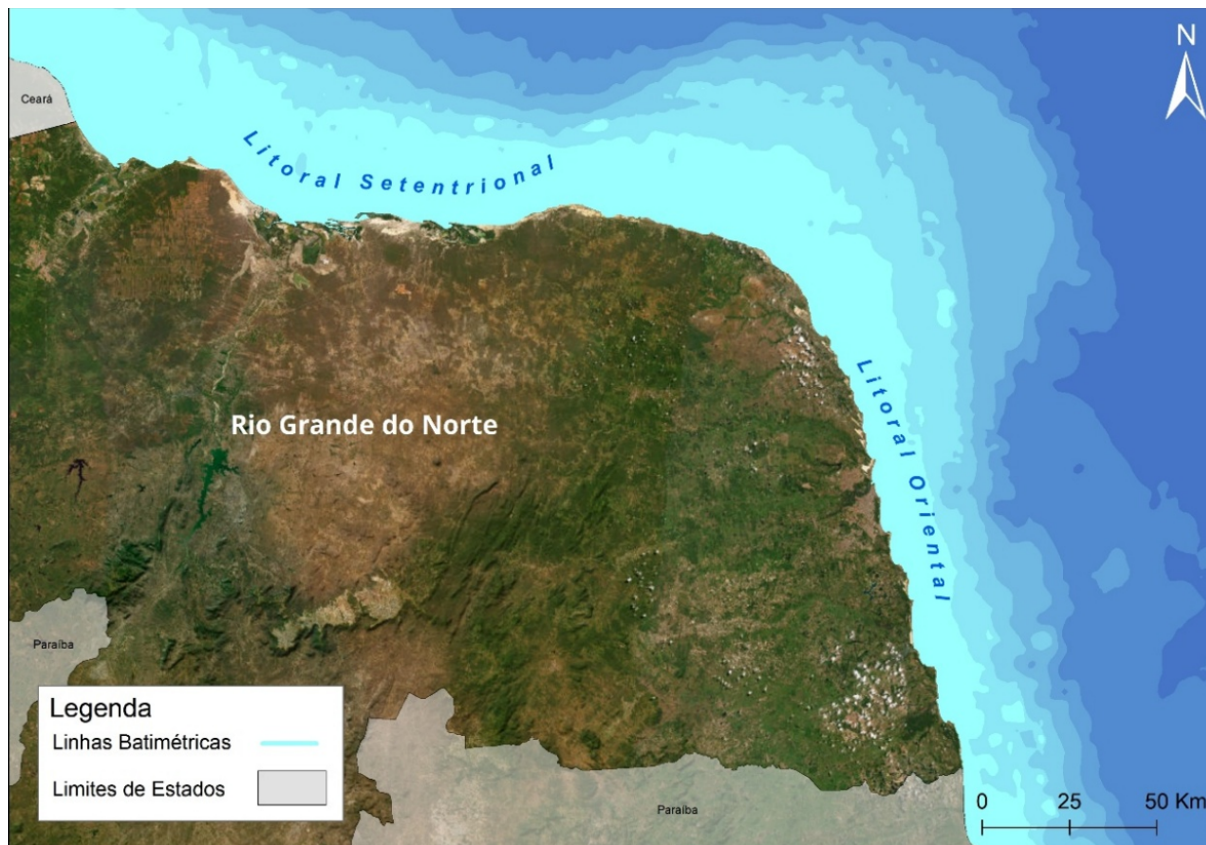 N
Ceará
Litoral Setentrional
Litoral Oriental
Rio Grande do Norte
Paraíba
Legenda
Linhas Batimétricas
Limites de Estados
Paraíba
0 25 50 Km